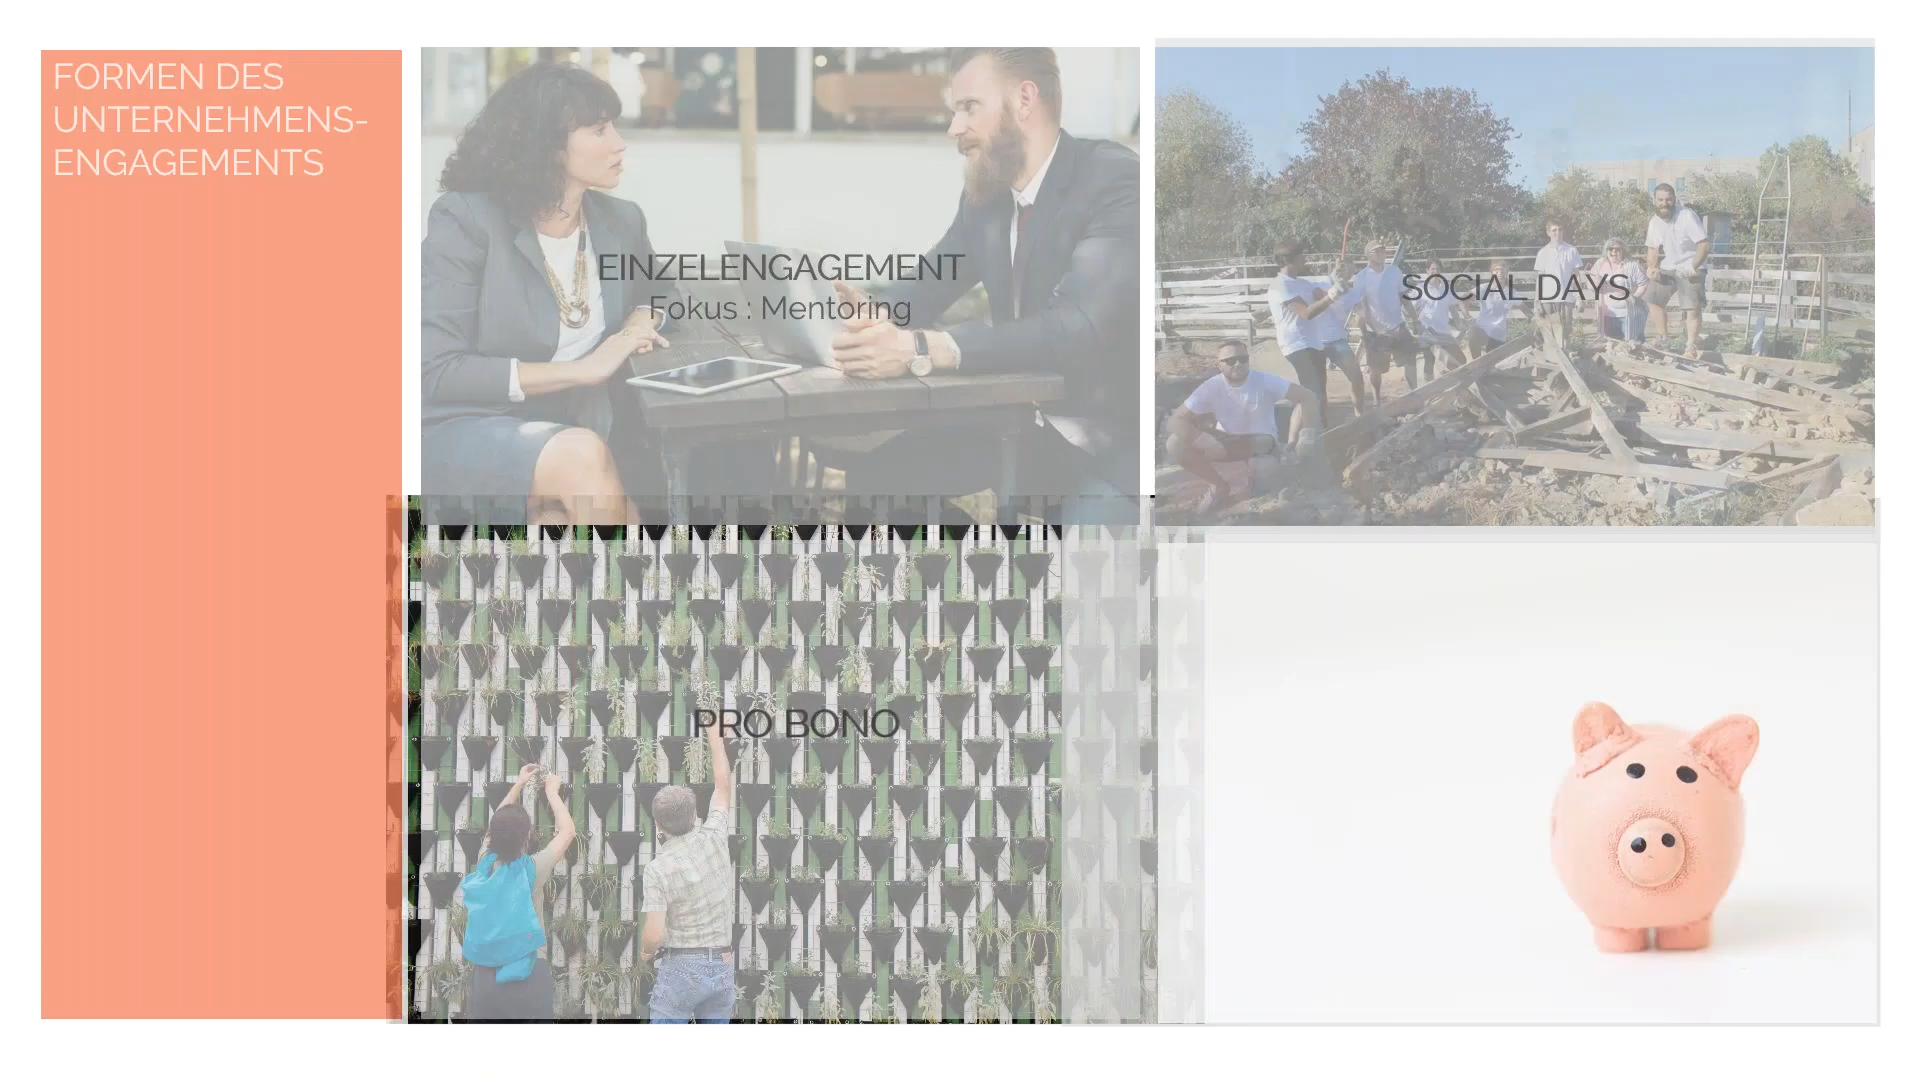 FORMEN DES
UNTERNEHMENS-
ENGAGEMENTS
EINZELENGAGEMENT
Fokus : Mentoring
SOCIAL DAYS
PRO BONO